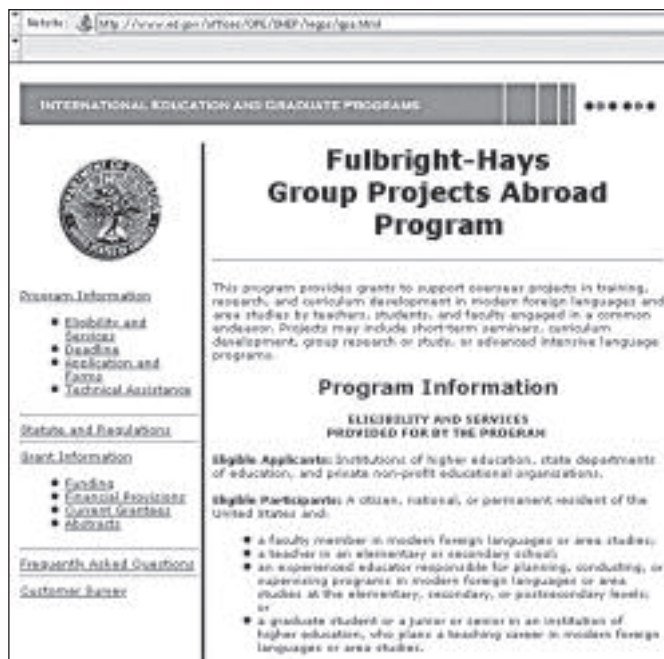 Website: http://www.ed.gov/offices/OPE/HEP/iegps/gpa.html
INTERNATIONAL EDUCATION AND GRADUATE PROGRAMS
Fulbright-Hays
Group Projects Abroad
Program
This program provides grants to support overseas projects in training,
research, and curriculum development in modern foreign languages and
area studies by teachers, students, and faculty engaged in a common
endeavor. Projects may include short-term seminars, curriculum
development, group research or study, or advanced intensive language
programs.
Program Information
ELIGIBILITY AND SERVICES
PROVIDED FOR BY THE PROGRAM
Eligible Applicants: Institutions of higher education, state departments
of education, and private non-profit educational organizations.
Eligible Participants: A citizen, national, or permanent resident of the
United States and:
a faculty member in modern foreign languages or area studies;
a teacher in an elementary or secondary school;
an experienced educator responsible for planning, conducting, or
supervising programs in modern foreign languages or area
studies at the elementary, secondary, or postsecondary levels;
or
a graduate student or a junior or senior in an institution of
higher education, who plans a teaching career in modern foreign
languages or area studies.
DEPARTMENT OF EDUCATION
Program Information
Eligibility and
Services
Deadline
Application and
Forms
Technical Assistance
Statute and Regulations
Grant Information
Funding
Financial Provisions
Current Grantees
Abstracts
Frequently Asked Questions
Customer Survey